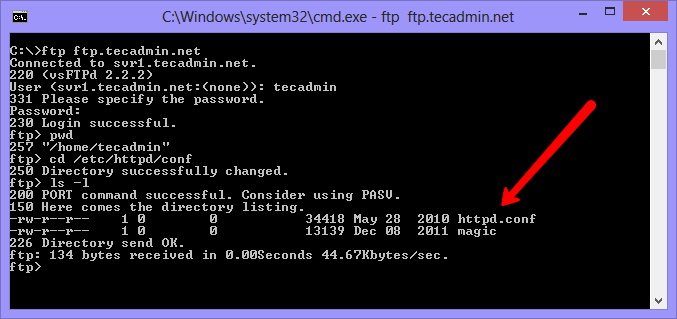 C:\Windows\system32\cmd.exe - ftp ftp.tecadmin.net
C:\>ftp ftp.tecadmin.net
Connected to svr1.tecadmin.net.
220 (vsFTPd 2.2.2)
User (svr1.tecadmin.net:(none)): tecadmin
331 Please specify the password.
Password:
230 Login successful.
ftp> pwd
257 "/home/tecadmin"
ftp> cd /etc/httpd/conf
250 Directory successfully changed.
ftp> ls -l
200 PORT command successful. Consider using PASV.
150 Here comes the directory listing.
-rw-r--r-- 1 0 0 34418 May 28 2010 httpd.conf
-rw-r--r-- 1 0 0 13139 Dec 08 2011 magic
226 Directory send OK.
ftp: 134 bytes received in 0.00Seconds 44.67Kbytes/sec.
ftp>